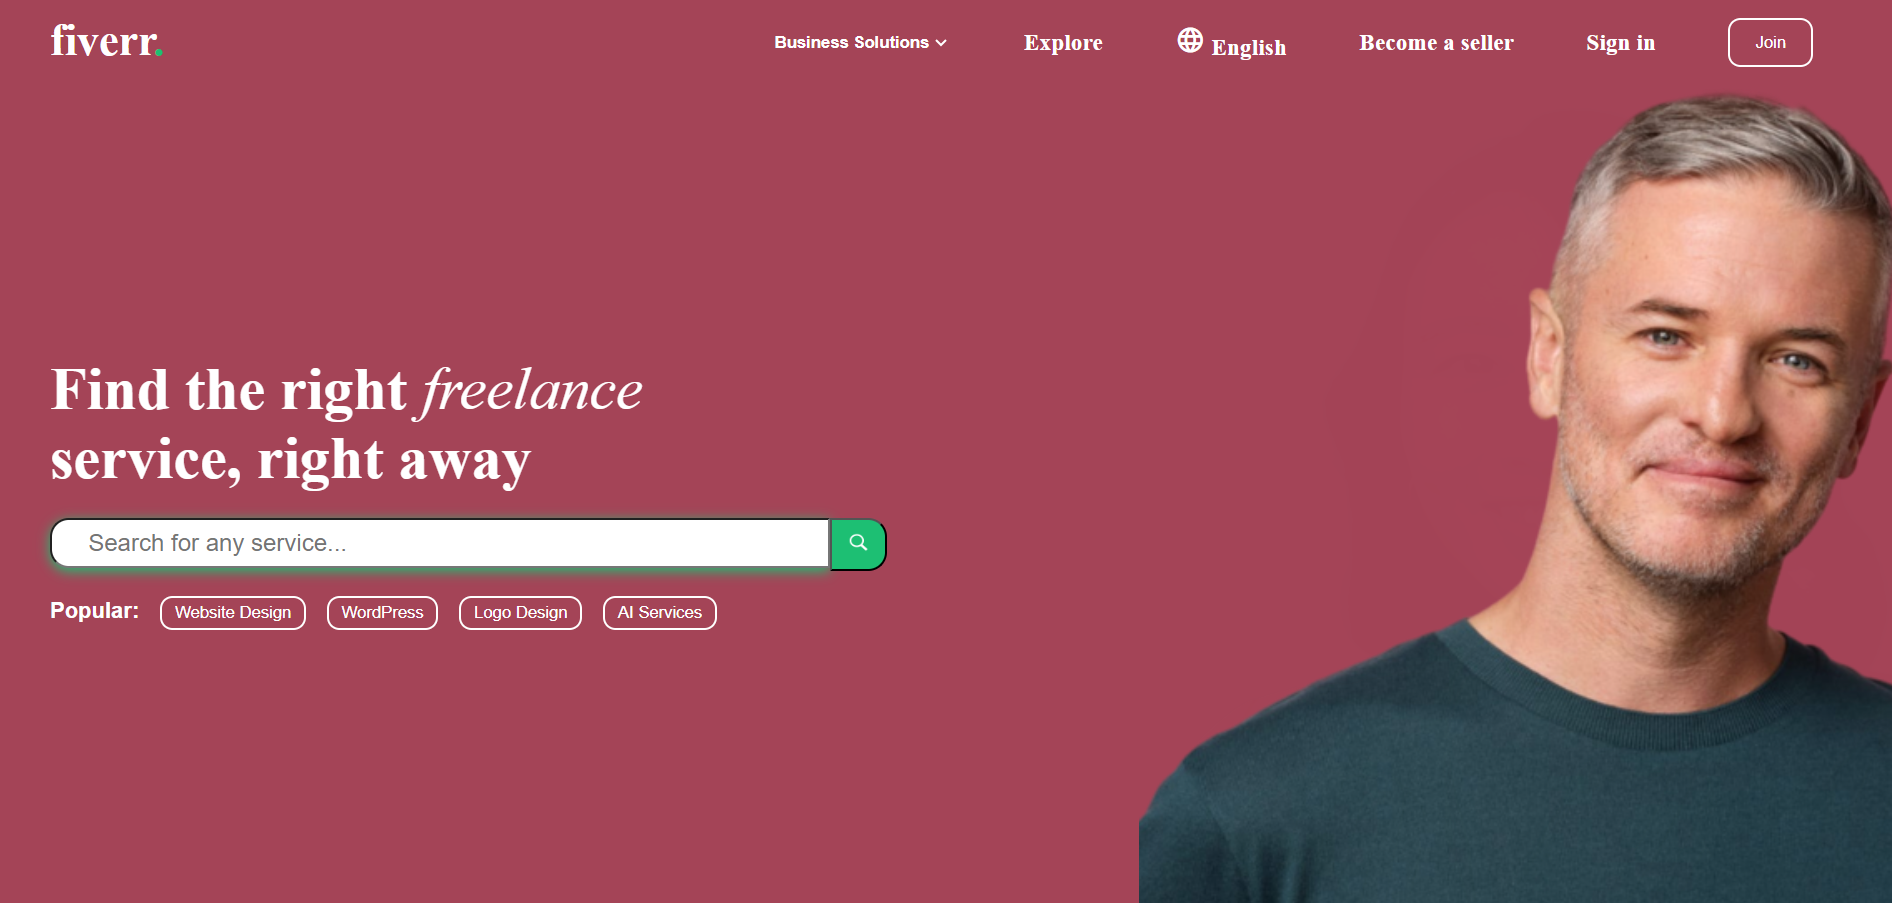 fiverr.
Business Solutions
Explore
English
Become a seller
Sign in
Join
Find the right freelance
service, right away
Search for any service...
Popular:
Website Design
WordPress
Logo Design
AI Services